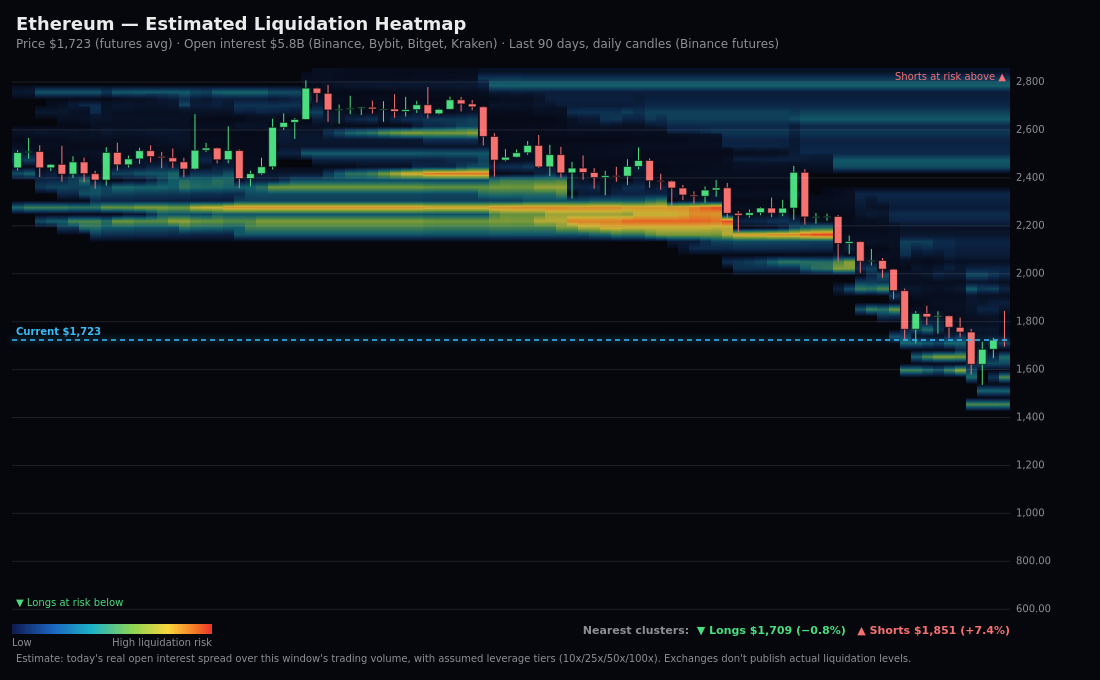 Ethereum — Estimated Liquidation Heatmap
Price $1,723 (futures avg) · Open interest $5.8B (Binance, Bybit, Bitget, Kraken) · Last 90 days, daily candles (Binance futures)
Shorts at risk above ▲
2,800
2,600
2,400
2,200
2,000
1,800
Current $1,723
1,600
1,400
1,200
1,000
800.00
600.00
▼ Longs at risk below
Low High liquidation risk
Nearest clusters: ▼ Longs $1,709 (−0.8%) ▲ Shorts $1,851 (+7.4%)
Estimate: today's real open interest spread over this window's trading volume, with assumed leverage tiers (10x/25x/50x/100x). Exchanges don't publish actual liquidation levels.